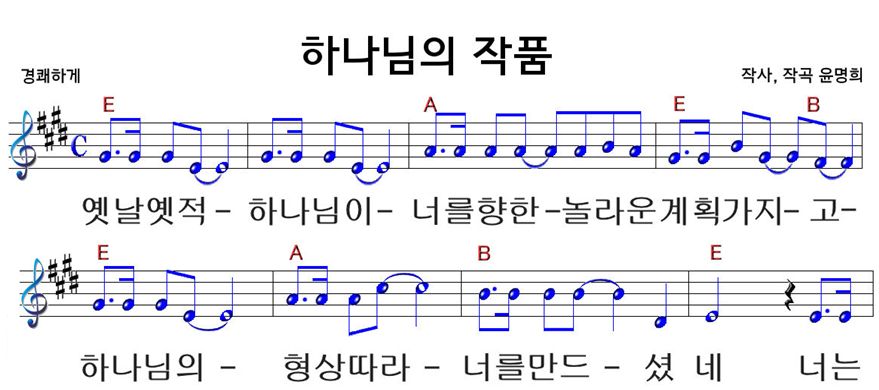 하나님의 작품
경쾌하게
작사, 작곡 윤명희
E A E B
옛날옛적- 하나님이- 너를향한-놀라운계획가지- 고-
E A B E
하나님의 - 형상따라 - 너를만드 - 셨 네 너는